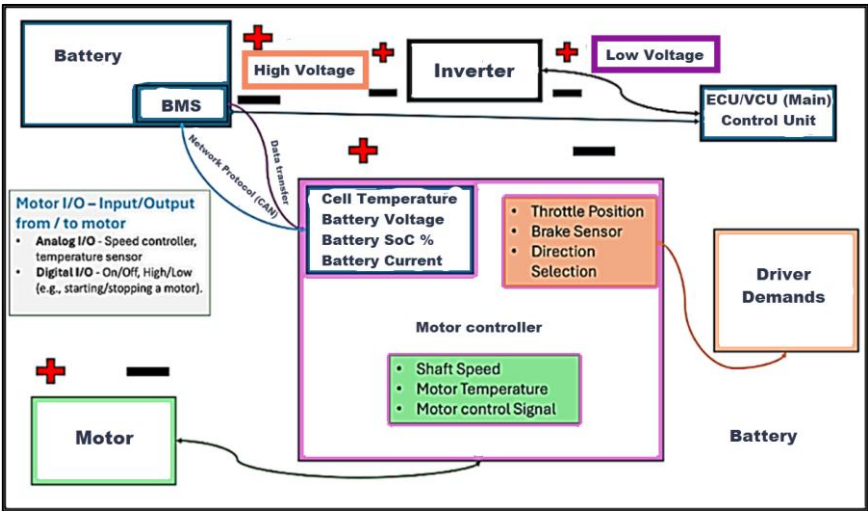 Battery
BMS
High Voltage
Inverter
Low Voltage
ECU/VCU (Main)
Control Unit
Network Protocol (CAN)
Data transfer
Motor I/O – Input/Output
from / to motor
• Analog I/O - Speed controller,
temperature sensor
• Digital I/O - On/Off, High/Low
(e.g., starting/stopping a motor).
Cell Temperature
Battery Voltage
Battery SoC %
Battery Current
• Throttle Position
• Brake Sensor
• Direction
Selection
Driver
Demands
Motor controller
• Shaft Speed
• Motor Temperature
• Motor control Signal
Motor
Battery